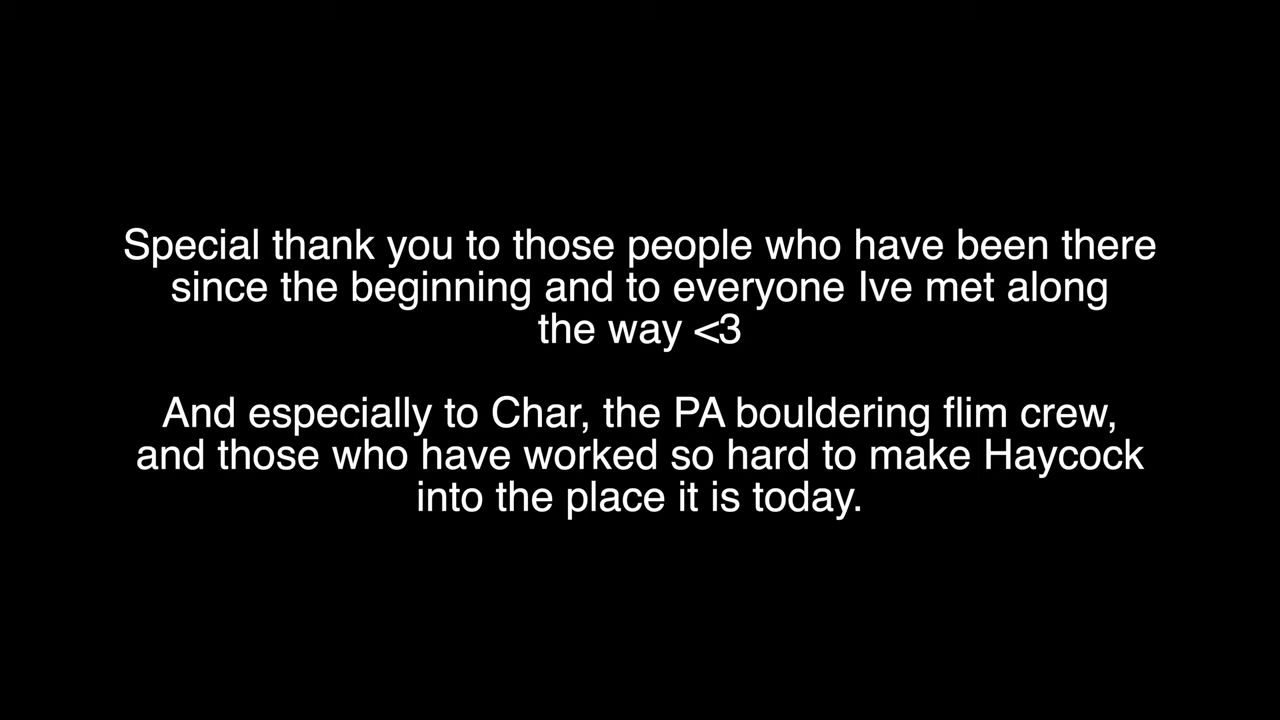 Special thank you to those people who have been there
since the beginning and to everyone Ive met along
the way <3
And especially to Char, the PA bouldering flim crew,
and those who have worked so hard to make Haycock
into the place it is today.